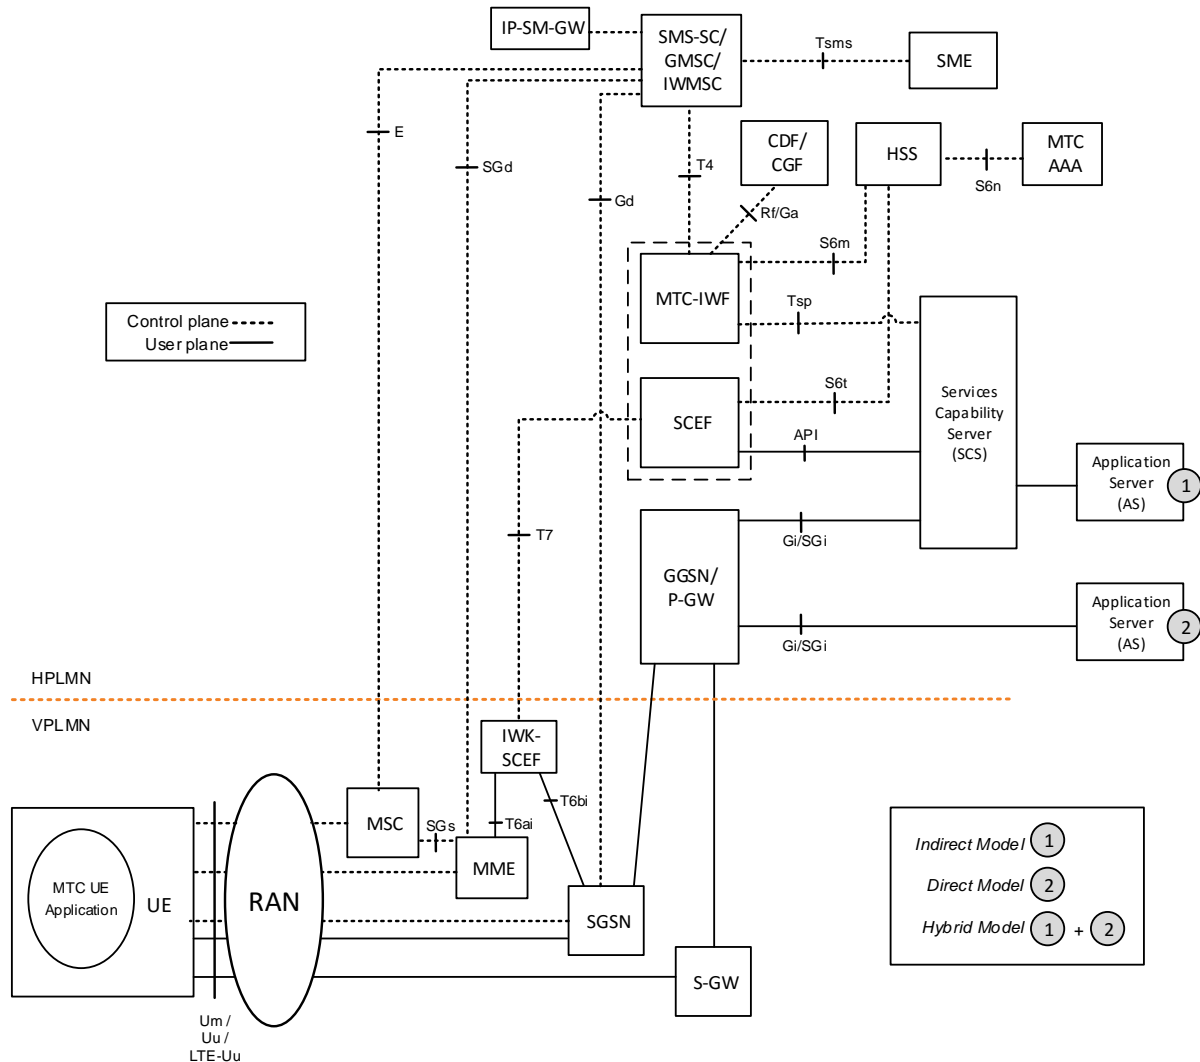 IP-SM-GW
SMS-SC/
GMSC/
IWMSC
Tsms
SME
E
SGd
Gd
T4
CDF/
CGF
HSS
MTC
AAA
S6n
Rf/Ga
S6m
MTC-IWF
Tsp
Control plane
User plane
S6t
SCEF
API
Services
Capability
Server
(SCS)
Application
Server
(AS)
1
T7
Gi/SGi
GGSN/
P-GW
Gi/SGi
Application
Server
(AS)
2
HPLMN
VPLMN
IWK-
SCEF
MSC
SGs
T6ai
T6bi
MME
MTC UE
Application
UE
RAN
SGSN
S-GW
Um /
Uu /
LTE-Uu
Indirect Model 1
Direct Model 2
Hybrid Model 1 + 2